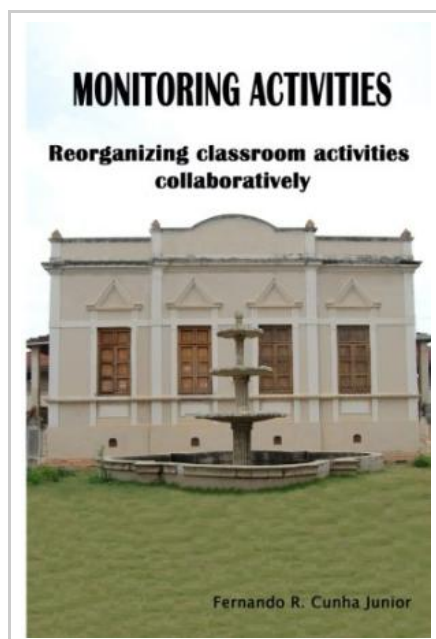 MONITORING ACTIVITIES
Reorganizing classroom activities
collaboratively
Fernando R. Cunha Junior